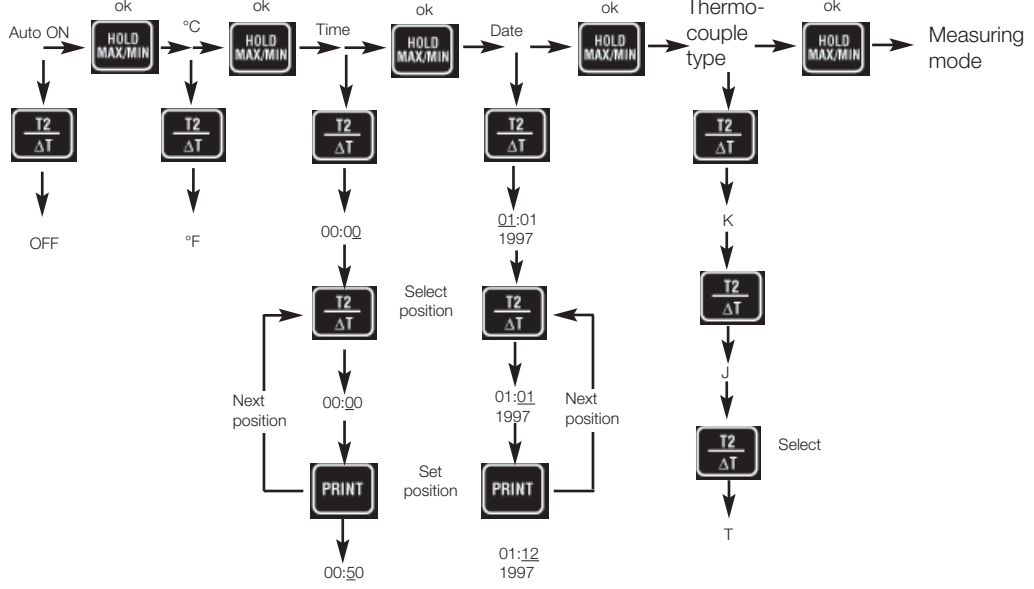 ok
ok
ok
ok
ok
Auto ON
HOLD
MAX/MIN
°C
HOLD
MAX/MIN
Time
HOLD
MAX/MIN
Date
HOLD
MAX/MIN
Thermo-
couple
type
HOLD
MAX/MIN
Measuring
mode
T2
ΔT
T2
ΔT
T2
ΔT
T2
ΔT
T2
ΔT
OFF
°F
00:00
01:01
1997
K
T2
ΔT
Select
position
T2
ΔT
T2
ΔT
J
Next
position
00:00
01:01
1997
Next
position
T2
ΔT
Select
PRINT
Set
position
PRINT
T
00:50
01:12
1997